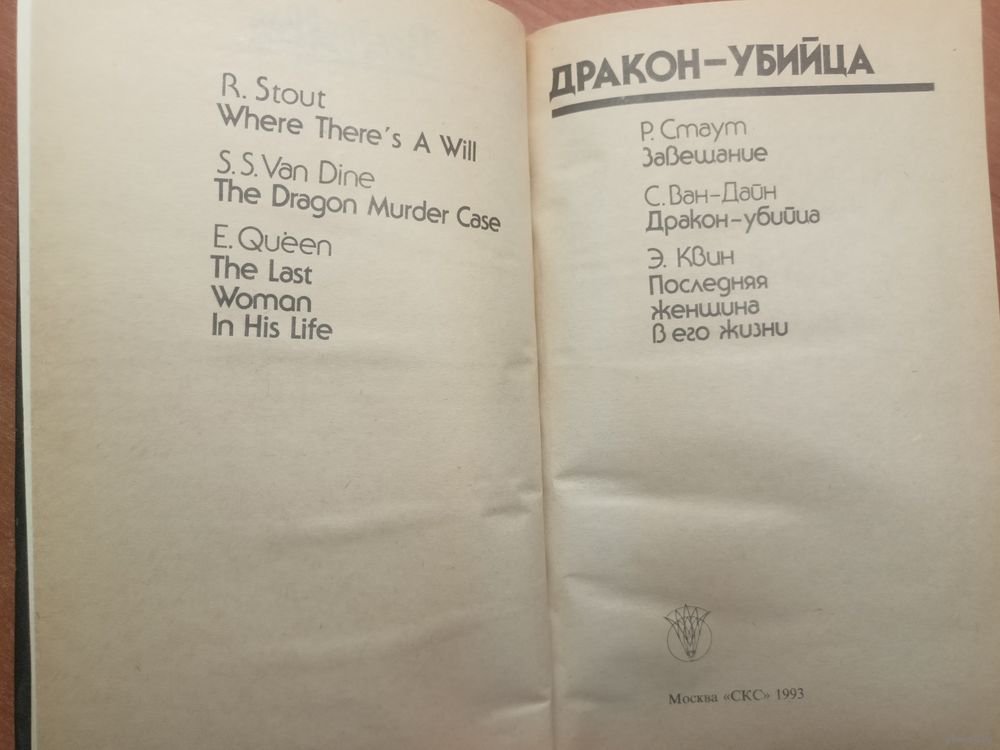 R. Stout
Where There's A Will
S. S. Van Dine
The Dragon Murder Case
E. Queen
The Last
Woman
In His Life
ДРАКОН-УБИЙЦА
Р. Стаут
Завещание
С. Ван-Дайн
Дракон-убийца
Э. Квин
Последняя
женщина
в его жизни
Москва «СКС» 1993